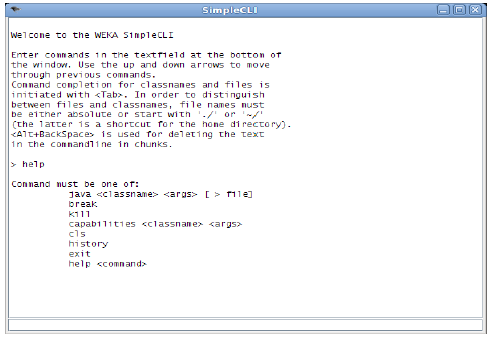 SimpleCLI
Welcome to the WEKA SimpleCLI
Enter commands in the textfield at the bottom of
the window. Use the up and down arrows to move
through previous commands.
Command completion for classnames and files is
initiated with <Tab>. In order to distinguish
between files and classnames, file names must
be either absolute or start with './' or '~/'
(the latter is a shortcut for the home directory).
<Alt+BackSpace> is used for deleting the text
in the commandline in chunks.
> help
Command must be one of:
java <classname> <args> [ > file]
break
kill
capabilities <classname> <args>
cls
history
exit
help <command>